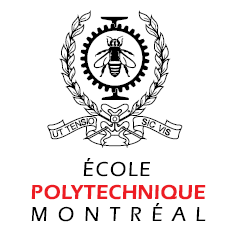 UT TENSIO SIC VIS
ÉCOLE
POLYTECHNIQUE
MONTRÉAL